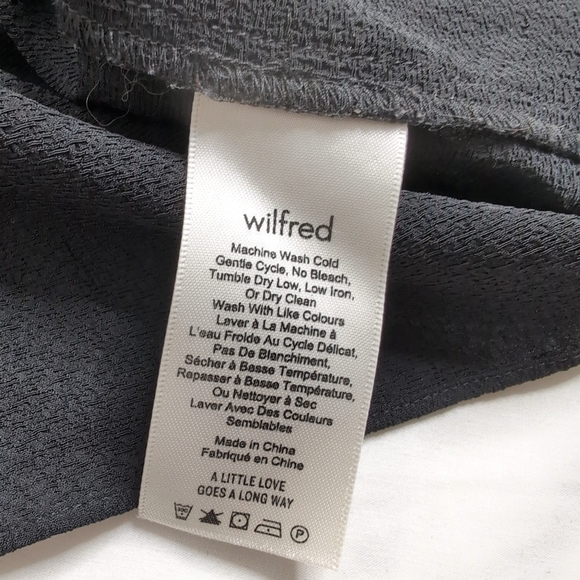 wilfred
Machine Wash Cold
Gentle Cycle, No Bleach,
Tumble Dry Low, Low Iron,
Or Dry Clean
Wash With Like Colours
Laver à La Machine à
L'eau Froide Au Cycle Délicat,
Pas De Blanchiment,
Sécher à Basse Température,
Repasser à Basse Température,
Ou Nettoyer à Sec
Laver Avec Des Couleurs
Semblables
Made in China
Fabriqué en Chine
A LITTLE LOVE
GOES A LONG WAY
P